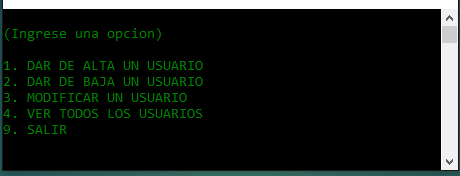 (Ingrese una opcion)
1. DAR DE ALTA UN USUARIO
2. DAR DE BAJA UN USUARIO
3. MODIFICAR UN USUARIO
4. VER TODOS LOS USUARIOS
9. SALIR